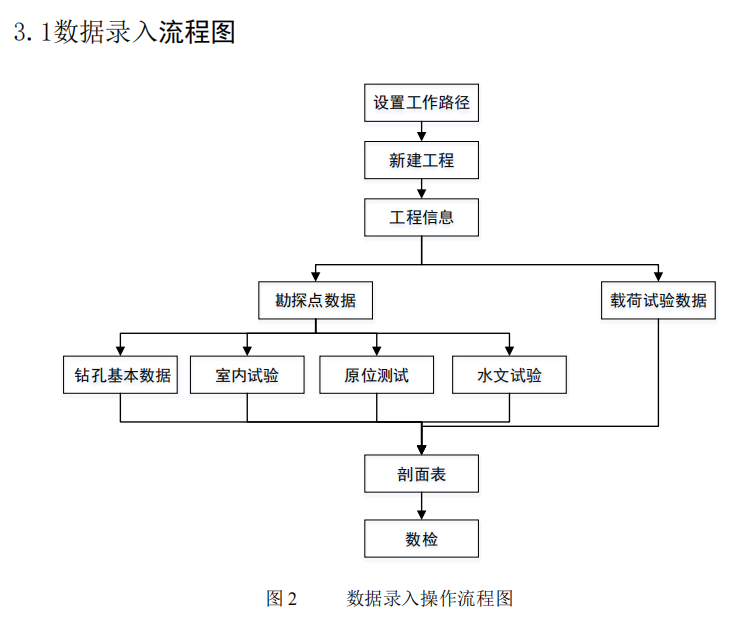 3.1数据录入流程图
设置工作路径
新建工程
工程信息
勘探点数据
载荷试验数据
钻孔基本数据
室内试验
原位测试
水文试验
剖面表
数检
图 2 数据录入操作流程图